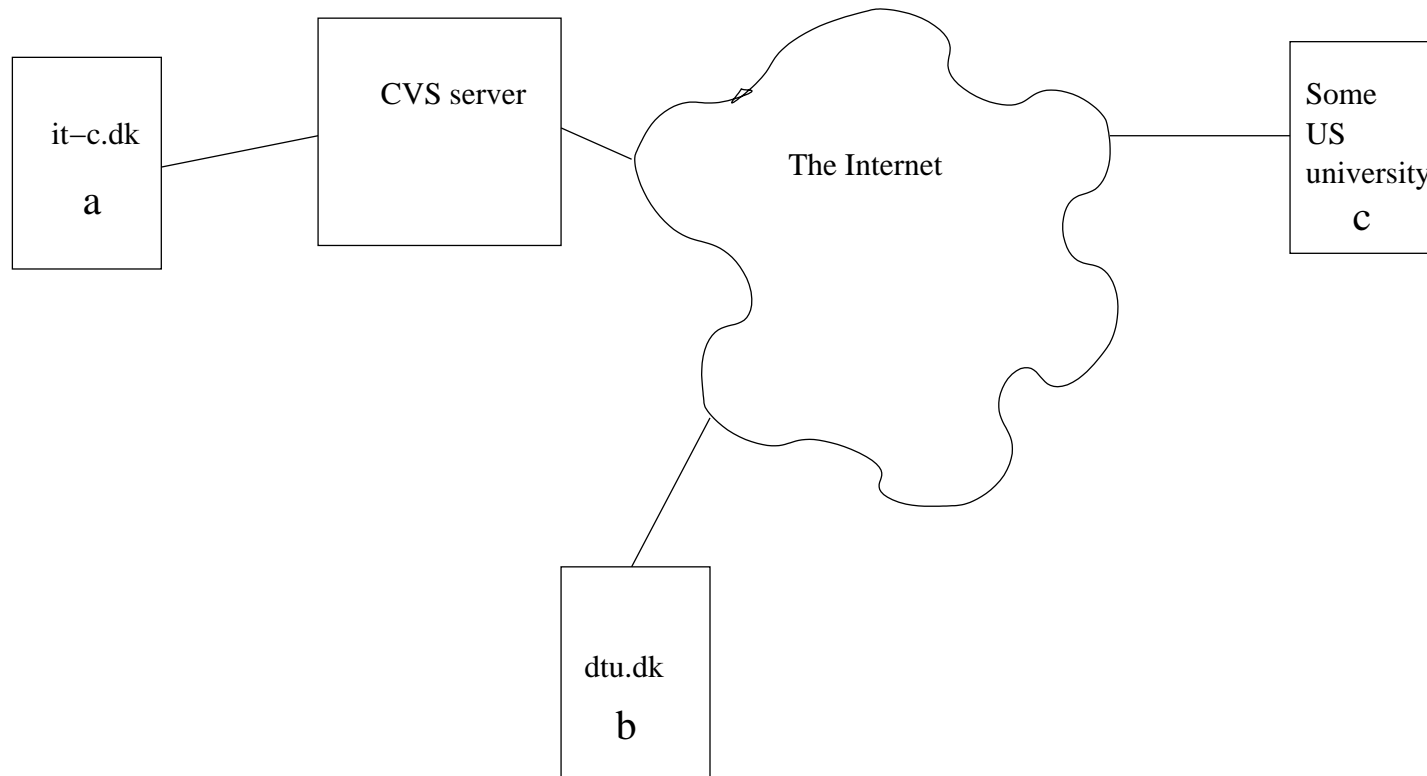 it−c.dk
a
CVS server
The Internet
Some
US
university
c
dtu.dk
b